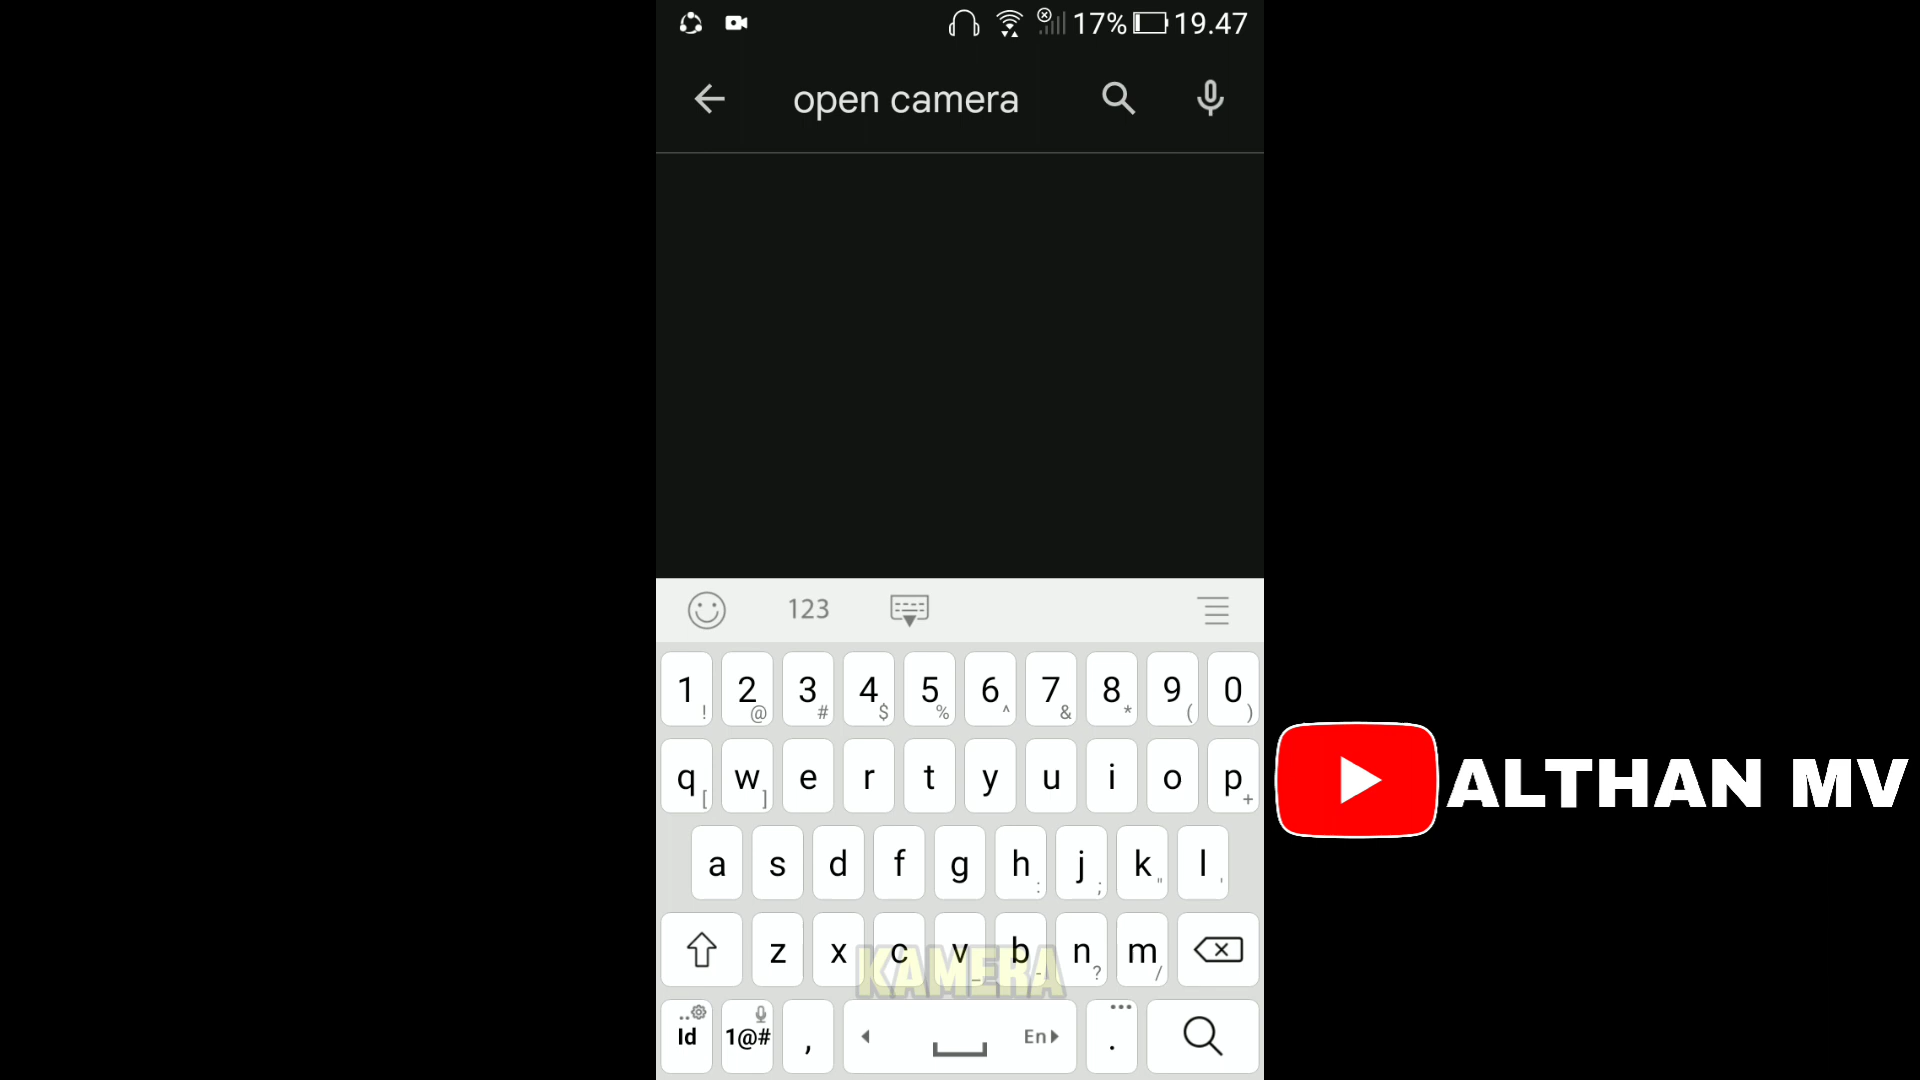 17% 19.47
open camera
123
1 ! 2 @ 3 # 4 $ 5 % 6 ^ 7 & 8 * 9 ( 0 )
q [ w ] e r t y u i o p +
ALTHAN MV
a s d f g h : j ; k " l '
z x c v _ b - n ? m /
KAMERA
Id 1@# , En .